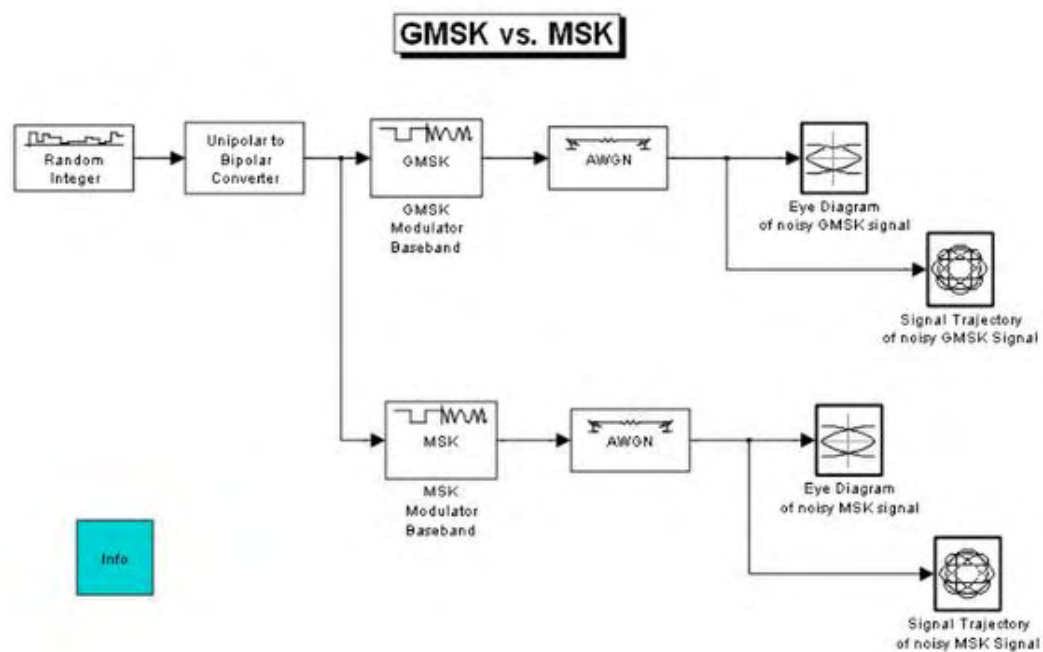 GMSK vs. MSK
Random
Integer
Unipolar to
Bipolar
Converter
GMSK
GMSK
Modulator
Baseband
AWGN
Eye Diagram
of noisy GMSK signal
Signal Trajectory
of noisy GMSK Signal
MSK
MSK
Modulator
Baseband
AWGN
Eye Diagram
of noisy MSK signal
Signal Trajectory
of noisy MSK Signal
Info